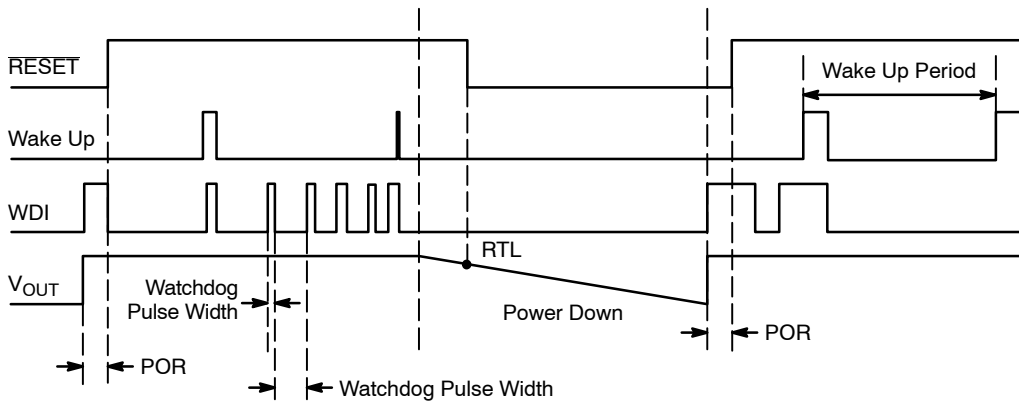 RESET
Wake Up Period
Wake Up
WDI
RTL
VOUT
Watchdog
Pulse Width
Power Down
POR
POR
Watchdog Pulse Width